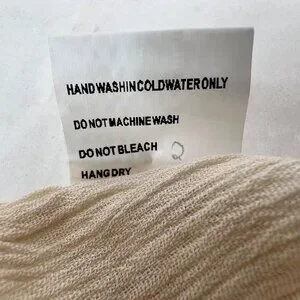 HAND WASH IN COLD WATER ONLY
DO NOT MACHINE WASH
DO NOT BLEACH
HANG DRY